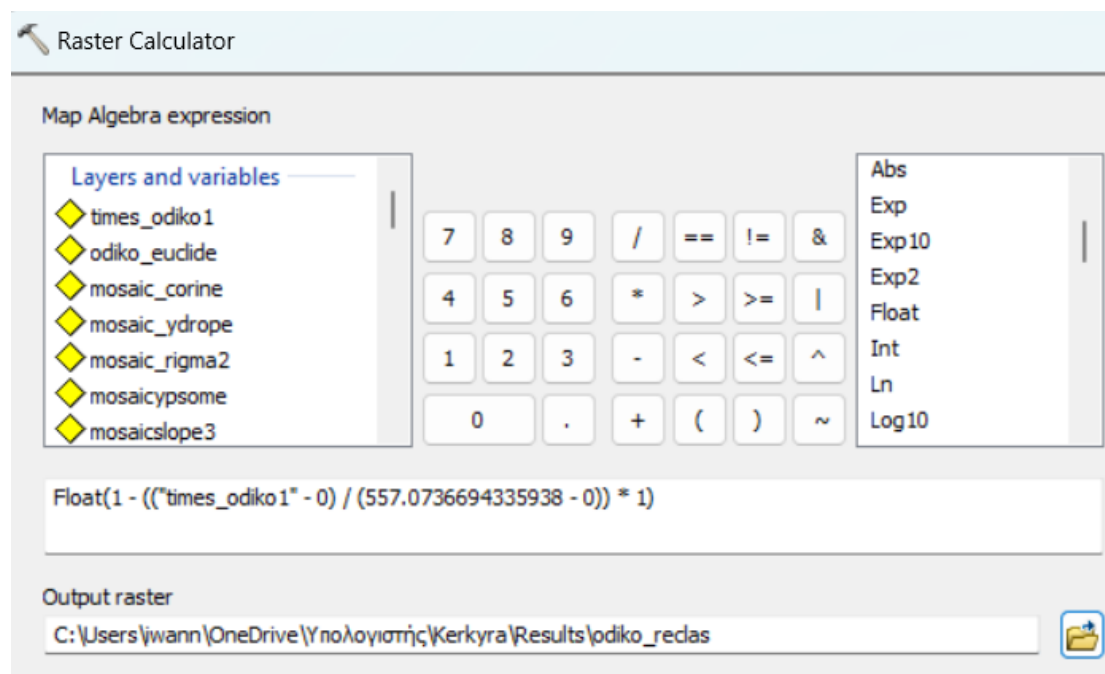 Raster Calculator
Map Algebra expression
Layers and variables
times_odiko1
odiko_euclide
mosaic_corine
mosaic_ydrope
mosaic_rigma2
mosaicypsome
mosaicslope3
7 8 9 / == != &
4 5 6 * > >= |
1 2 3 - < <= ^
0 . + ( ) ~
Abs
Exp
Exp10
Exp2
Float
Int
Ln
Log10
Float(1 - (("times_odiko1" - 0) / (557.0736694335938 - 0)) * 1)
Output raster
C:\Users\iwann\OneDrive\Υπολογιστής\Kerkyra\Results\odiko_reclas